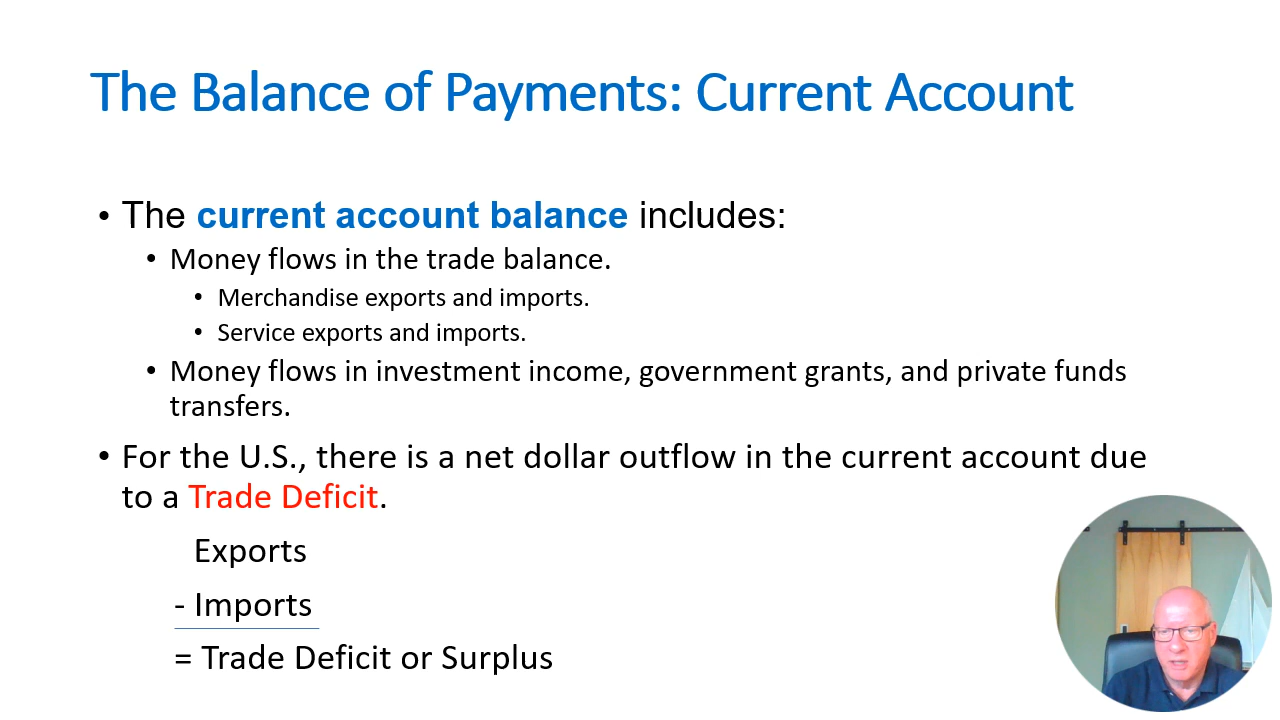 The Balance of Payments: Current Account
• The current account balance includes:
• Money flows in the trade balance.
• Merchandise exports and imports.
• Service exports and imports.
• Money flows in investment income, government grants, and private funds
transfers.
• For the U.S., there is a net dollar outflow in the current account due
to a Trade Deficit.
Exports
- Imports
= Trade Deficit or Surplus